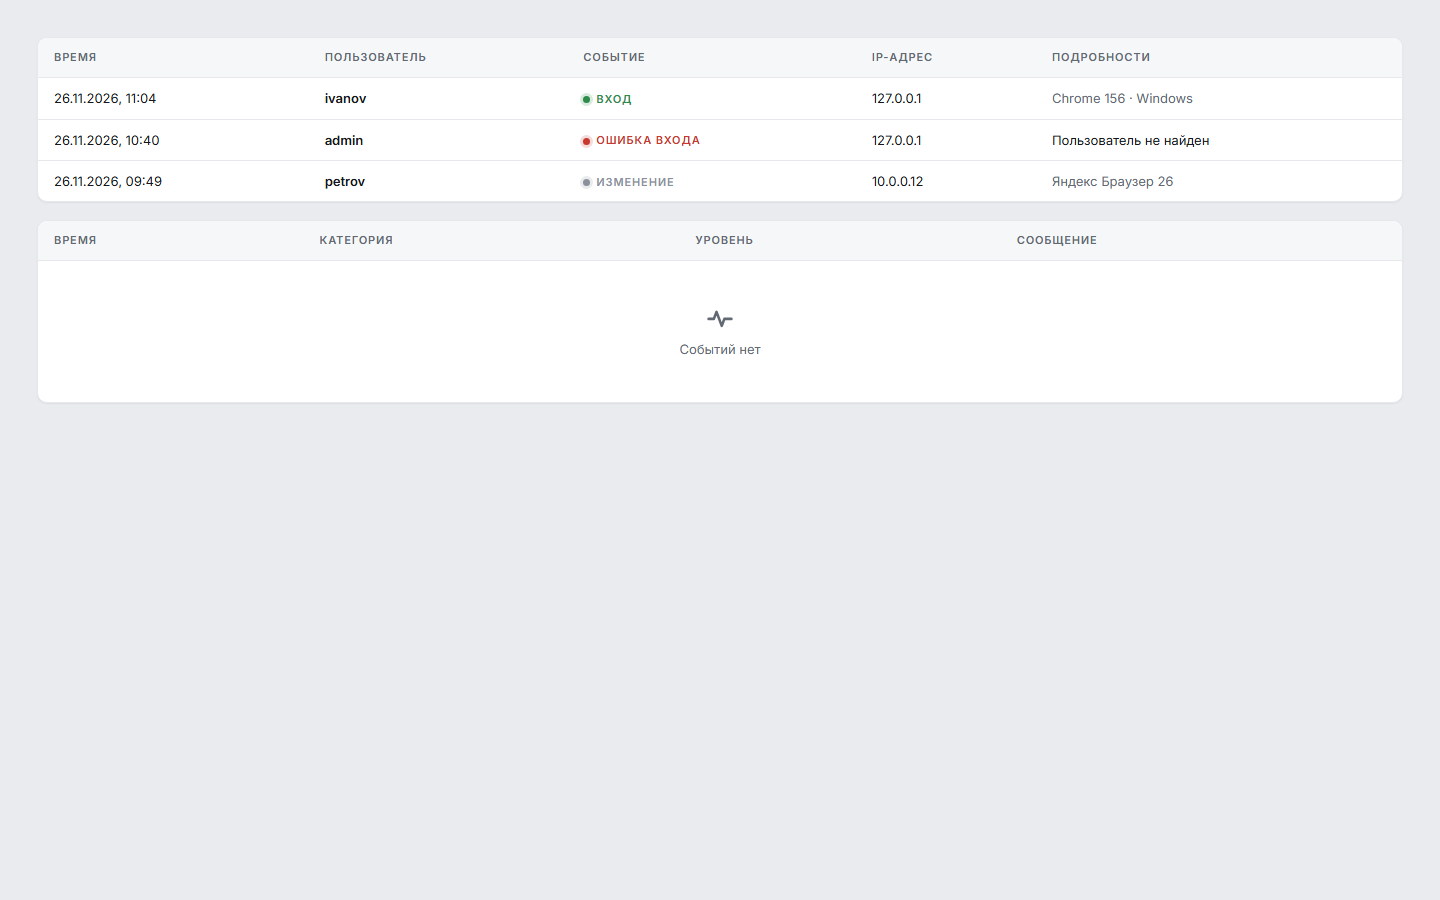 ВРЕМЯ ПОЛЬЗОВАТЕЛЬ СОБЫТИЕ IP-АДРЕС ПОДРОБНОСТИ
26.11.2026, 11:04 ivanov ВХОД 127.0.0.1 Chrome 156 · Windows
26.11.2026, 10:40 admin ОШИБКА ВХОДА 127.0.0.1 Пользователь не найден
26.11.2026, 09:49 petrov ИЗМЕНЕНИЕ 10.0.0.12 Яндекс Браузер 26
ВРЕМЯ КАТЕГОРИЯ УРОВЕНЬ СООБЩЕНИЕ
Событий нет